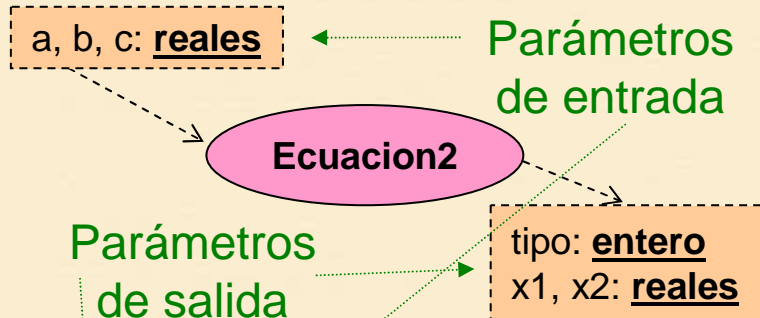 a, b, c: reales
Parámetros
de entrada
Ecuacion2
Parámetros
de salida
tipo: entero
x1, x2: reales